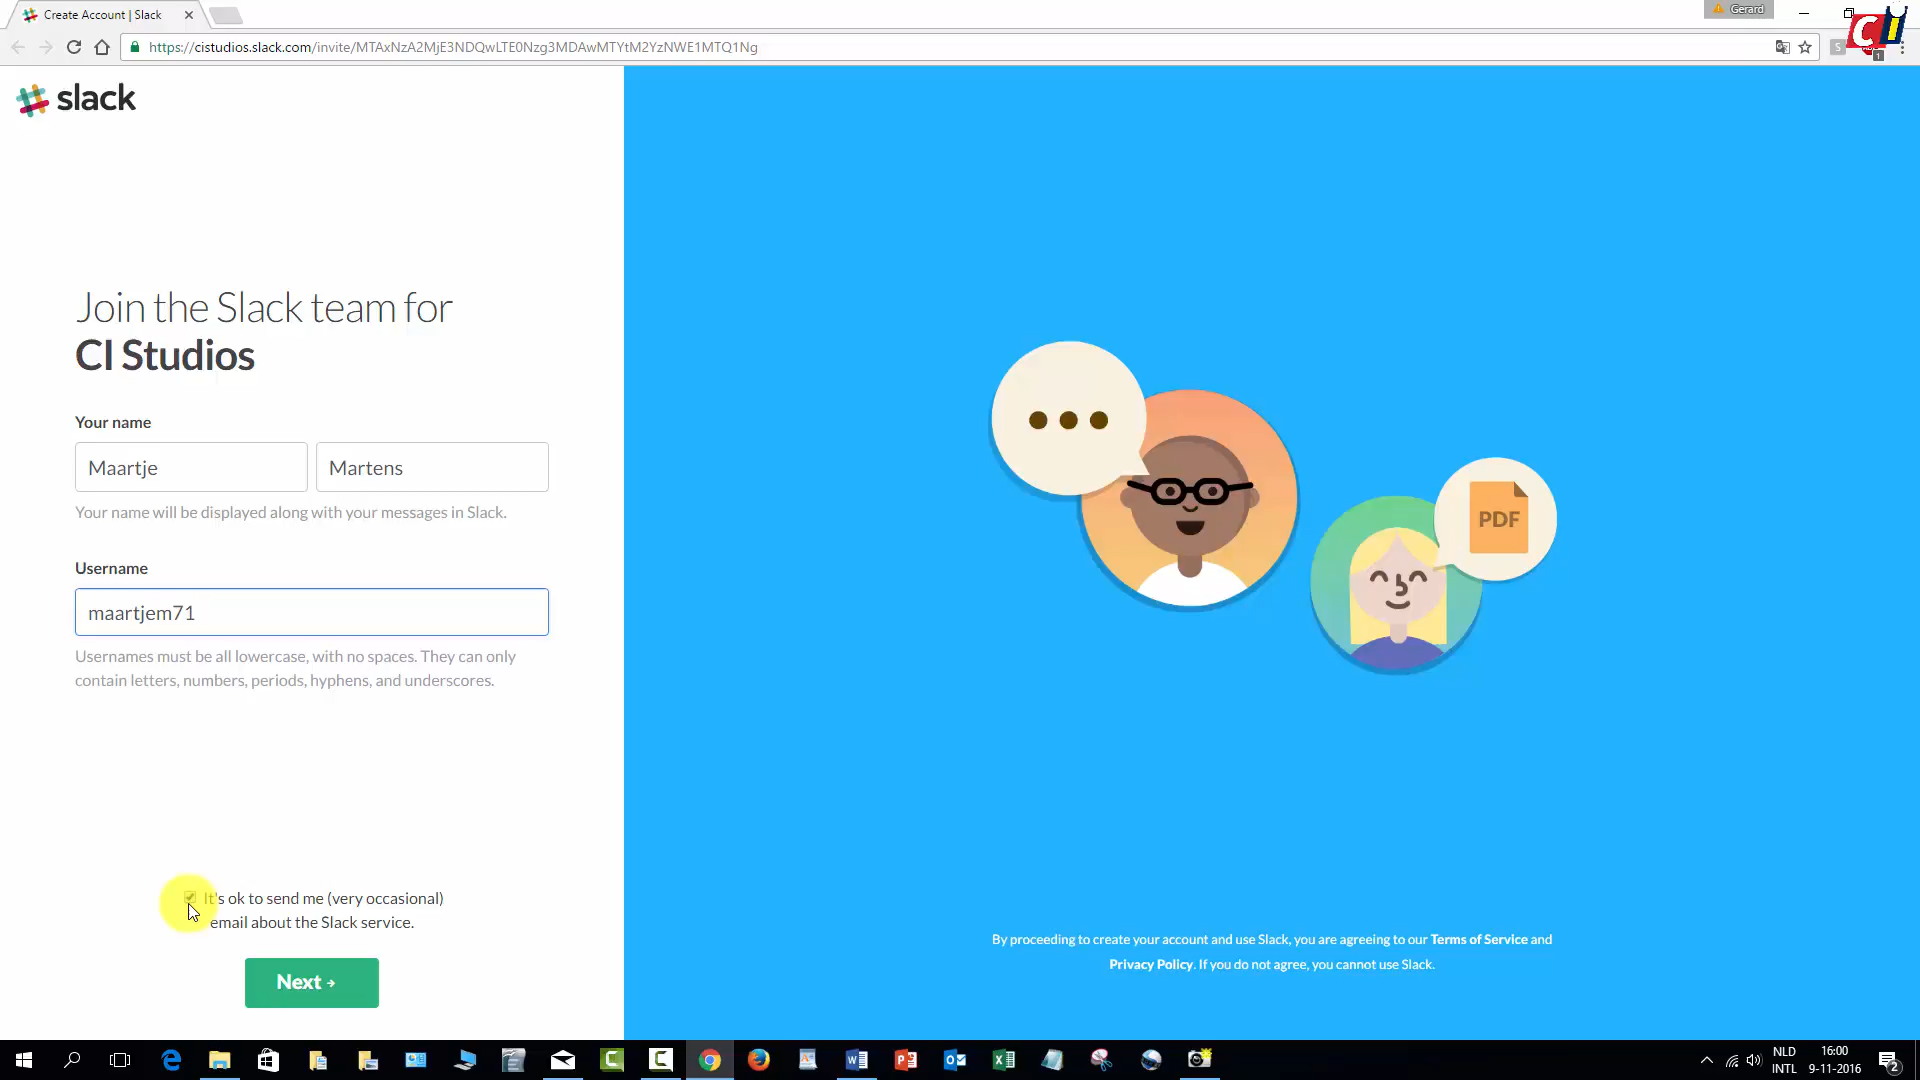 Create Account | Slack
Gerard
https://cistudios.slack.com/invite/MTAxNzA2MjE3NDQwLTE0Nzg3MDAwMTYtM2YzNWE1MTQ1Ng
S
1
CU
slack
Join the Slack team for
CI Studios
Your name
Maartje
Martens
Your name will be displayed along with your messages in Slack.
Username
maartjem71
Usernames must be all lowercase, with no spaces. They can only
contain letters, numbers, periods, hyphens, and underscores.
It's ok to send me (very occasional)
email about the Slack service.
Next
PDF
By proceeding to create your account and use Slack, you are agreeing to our Terms of Service and
Privacy Policy. If you do not agree, you cannot use Slack.
NLD
INTL
16:00
9-11-2016
2